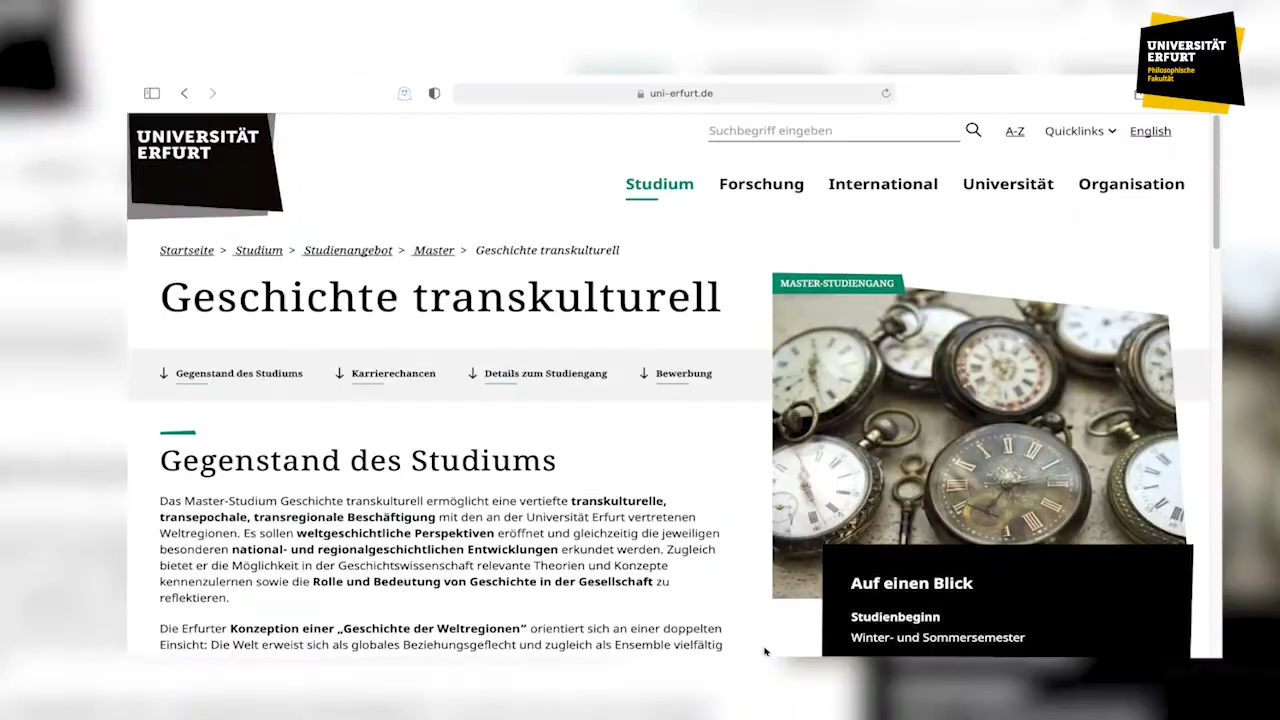 UNIVERSITÄT
ERFURT
Philosophische
Fakultät
uni-erfurt.de
UNIVERSITÄT
ERFURT
Suchbegriff eingeben
A-Z
Quicklinks
English
Studium
Forschung
International
Universität
Organisation
Startseite > Studium > Studienangebot > Master > Geschichte transkulturell
Geschichte transkulturell
MASTER-STUDIENGANG
↓ Gegenstand des Studiums
↓ Karrierechancen
↓ Details zum Studiengang
↓ Bewerbung
Gegenstand des Studiums
Das Master-Studium Geschichte transkulturell ermöglicht eine vertiefte transkulturelle,
transepochale, transregionale Beschäftigung mit den an der Universität Erfurt vertretenen
Weltregionen. Es sollen weltgeschichtliche Perspektiven eröffnet und gleichzeitig die jeweiligen
besonderen national- und regionalgeschichtlichen Entwicklungen erkundet werden. Zugleich
bietet er die Möglichkeit in der Geschichtswissenschaft relevante Theorien und Konzepte
kennenzulernen sowie die Rolle und Bedeutung von Geschichte in der Gesellschaft zu
reflektieren.
Die Erfurter Konzeption einer „Geschichte der Weltregionen“ orientiert sich an einer doppelten
Einsicht: Die Welt erweist sich als globales Beziehungsgeflecht und zugleich als Ensemble vielfältig
Auf einen Blick
Studienbeginn
Winter- und Sommersemester